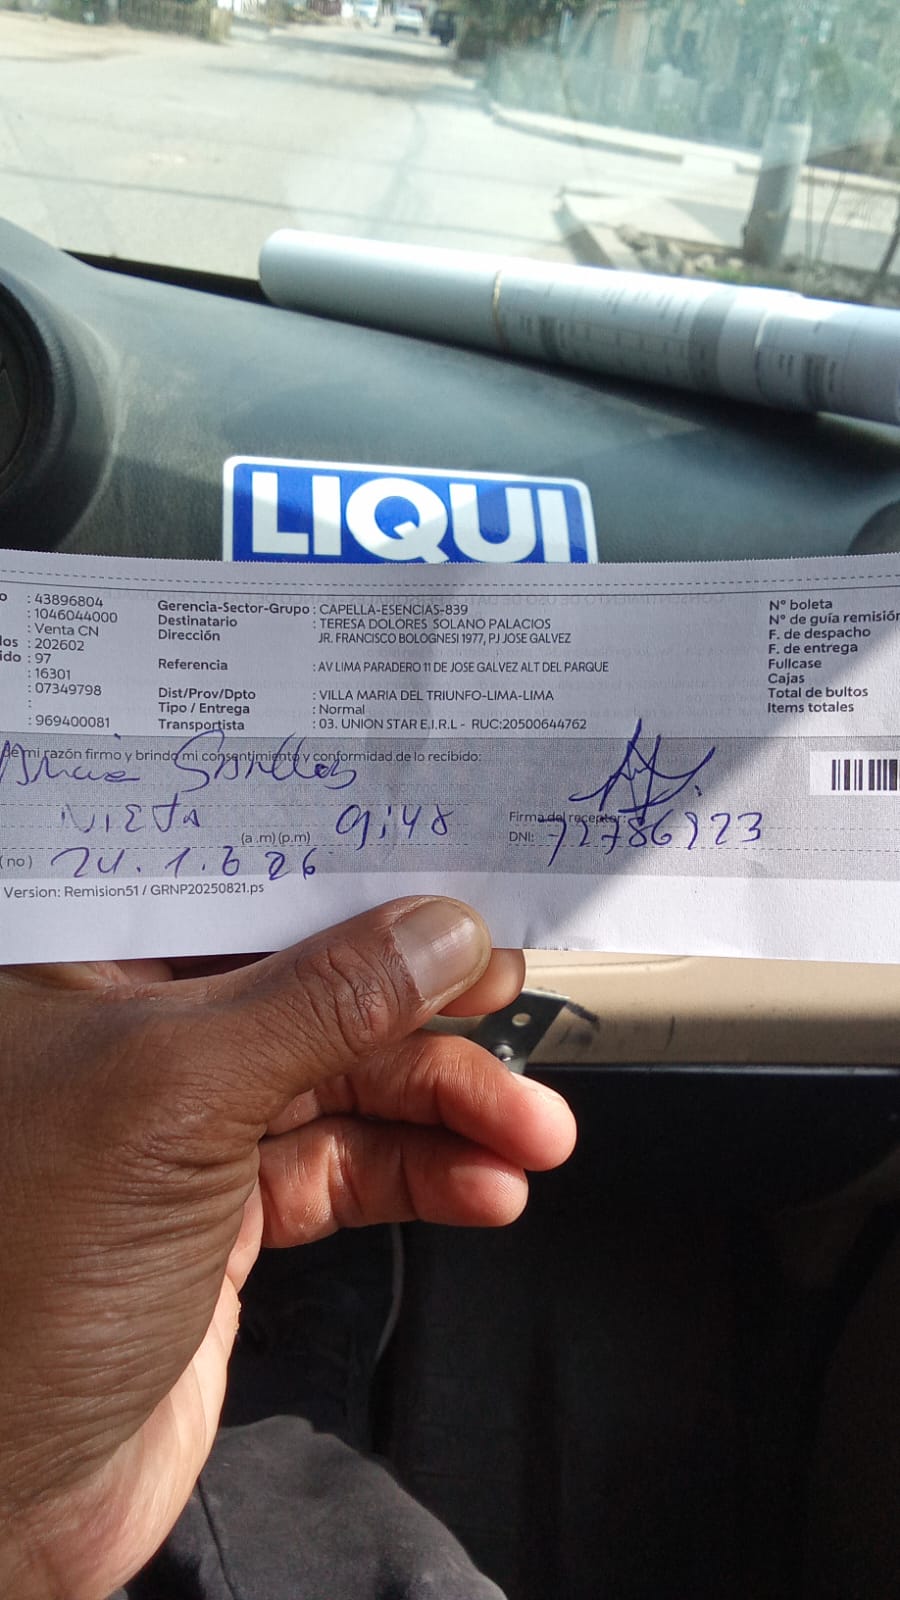 LIQUI
o : 43896804
: 1046044000
: Venta CN
los : 202602
ido : 97
: 16301
: 07349798
:
: 969400081
Gerencia-Sector-Grupo : CAPELLA-ESENCIAS-839
Destinatario : TERESA DOLORES SOLANO PALACIOS
Dirección JR. FRANCISCO BOLOGNESI 1977, PJ JOSE GALVEZ
Referencia : AV LIMA PARADERO 11 DE JOSE GALVEZ ALT DEL PARQUE
Dist/Prov/Dpto : VILLA MARIA DEL TRIUNFO-LIMA-LIMA
Tipo / Entrega : Normal
Transportista : 03. UNION STAR E.I.R.L - RUC:20500644762
N° boleta
N° de guía remisión
F. de despacho
F. de entrega
Fullcase
Cajas
Total de bultos
Items totales
de mi razón firmo y brindo mi consentimiento y conformidad de lo recibido:
NIETA
(a.m)(p.m) 9:48
Firma del receptor:
DNI: 72786923
(no) 24.1.2026
Version: Remision51 / GRNP20250821.ps